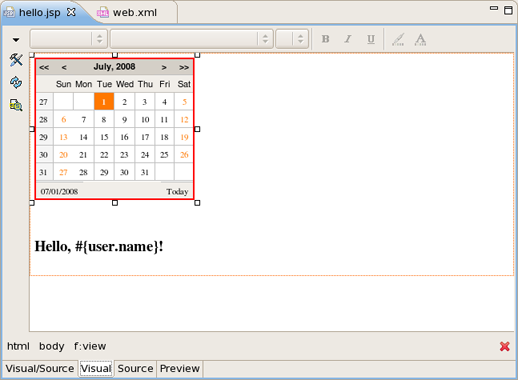 hello.jsp web.xml
B I U A
<< < July, 2008 > >>
Sun Mon Tue Wed Thu Fri Sat
27 1 2 3 4 5
28 6 7 8 9 10 11 12
29 13 14 15 16 17 18 19
30 20 21 22 23 24 25 26
31 27 28 29 30 31
07/01/2008 Today
Hello, #{user.name}!
html body f:view
Visual/Source Visual Source Preview